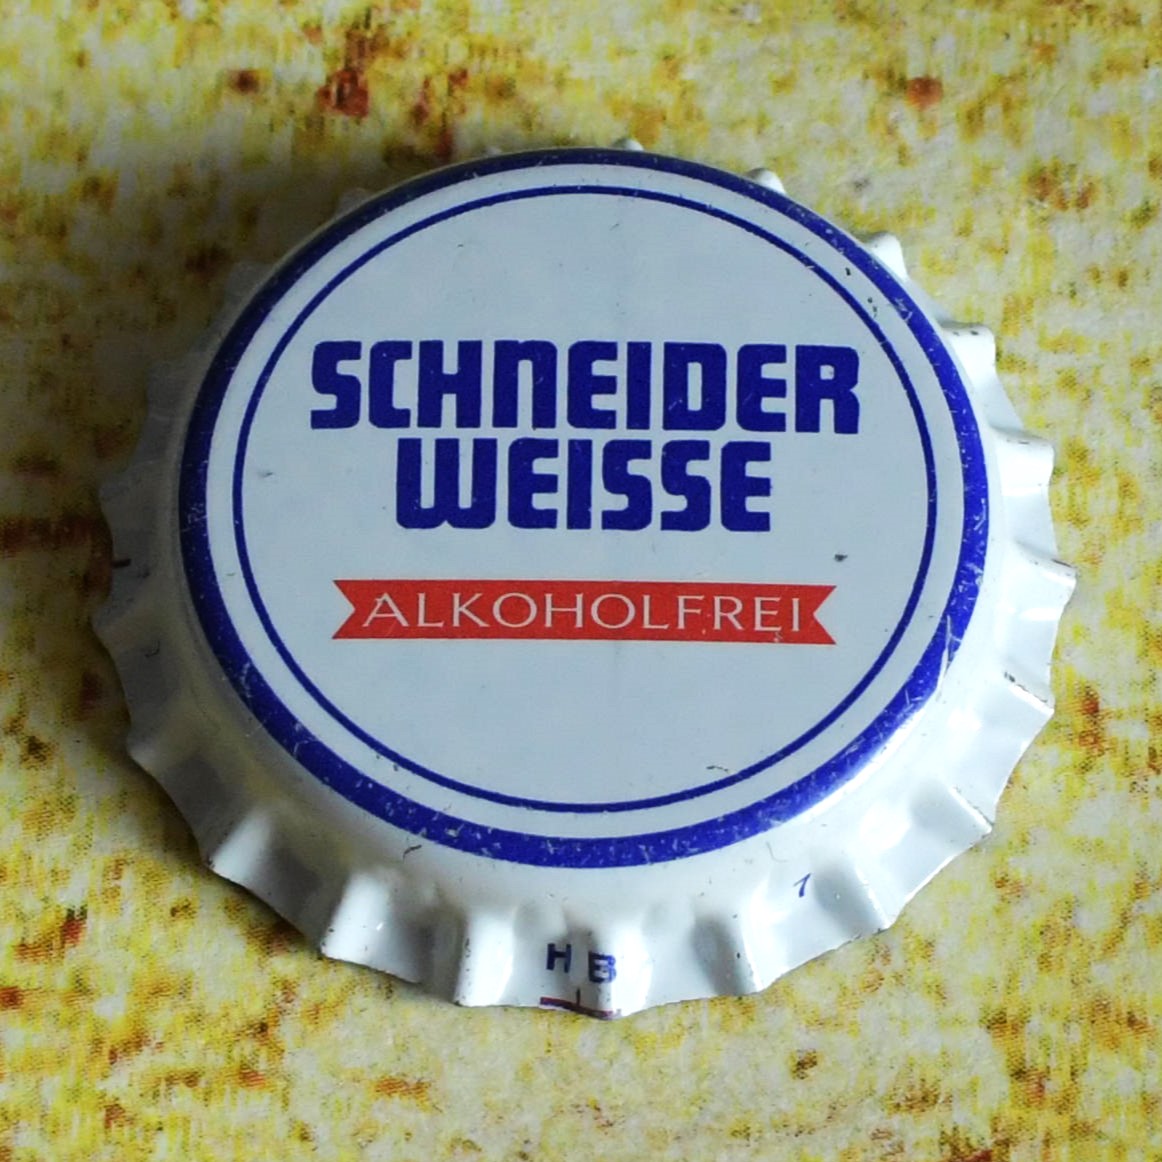 SCHNEIDER
WEISSE
ALKOHOLFREI
7
HB